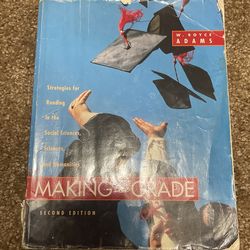 W. ROYCE
ADAMS
Strategies for
Reading
in the
Social Sciences,
Sciences,
and Humanities
MAKING THE GRADE
SECOND EDITION